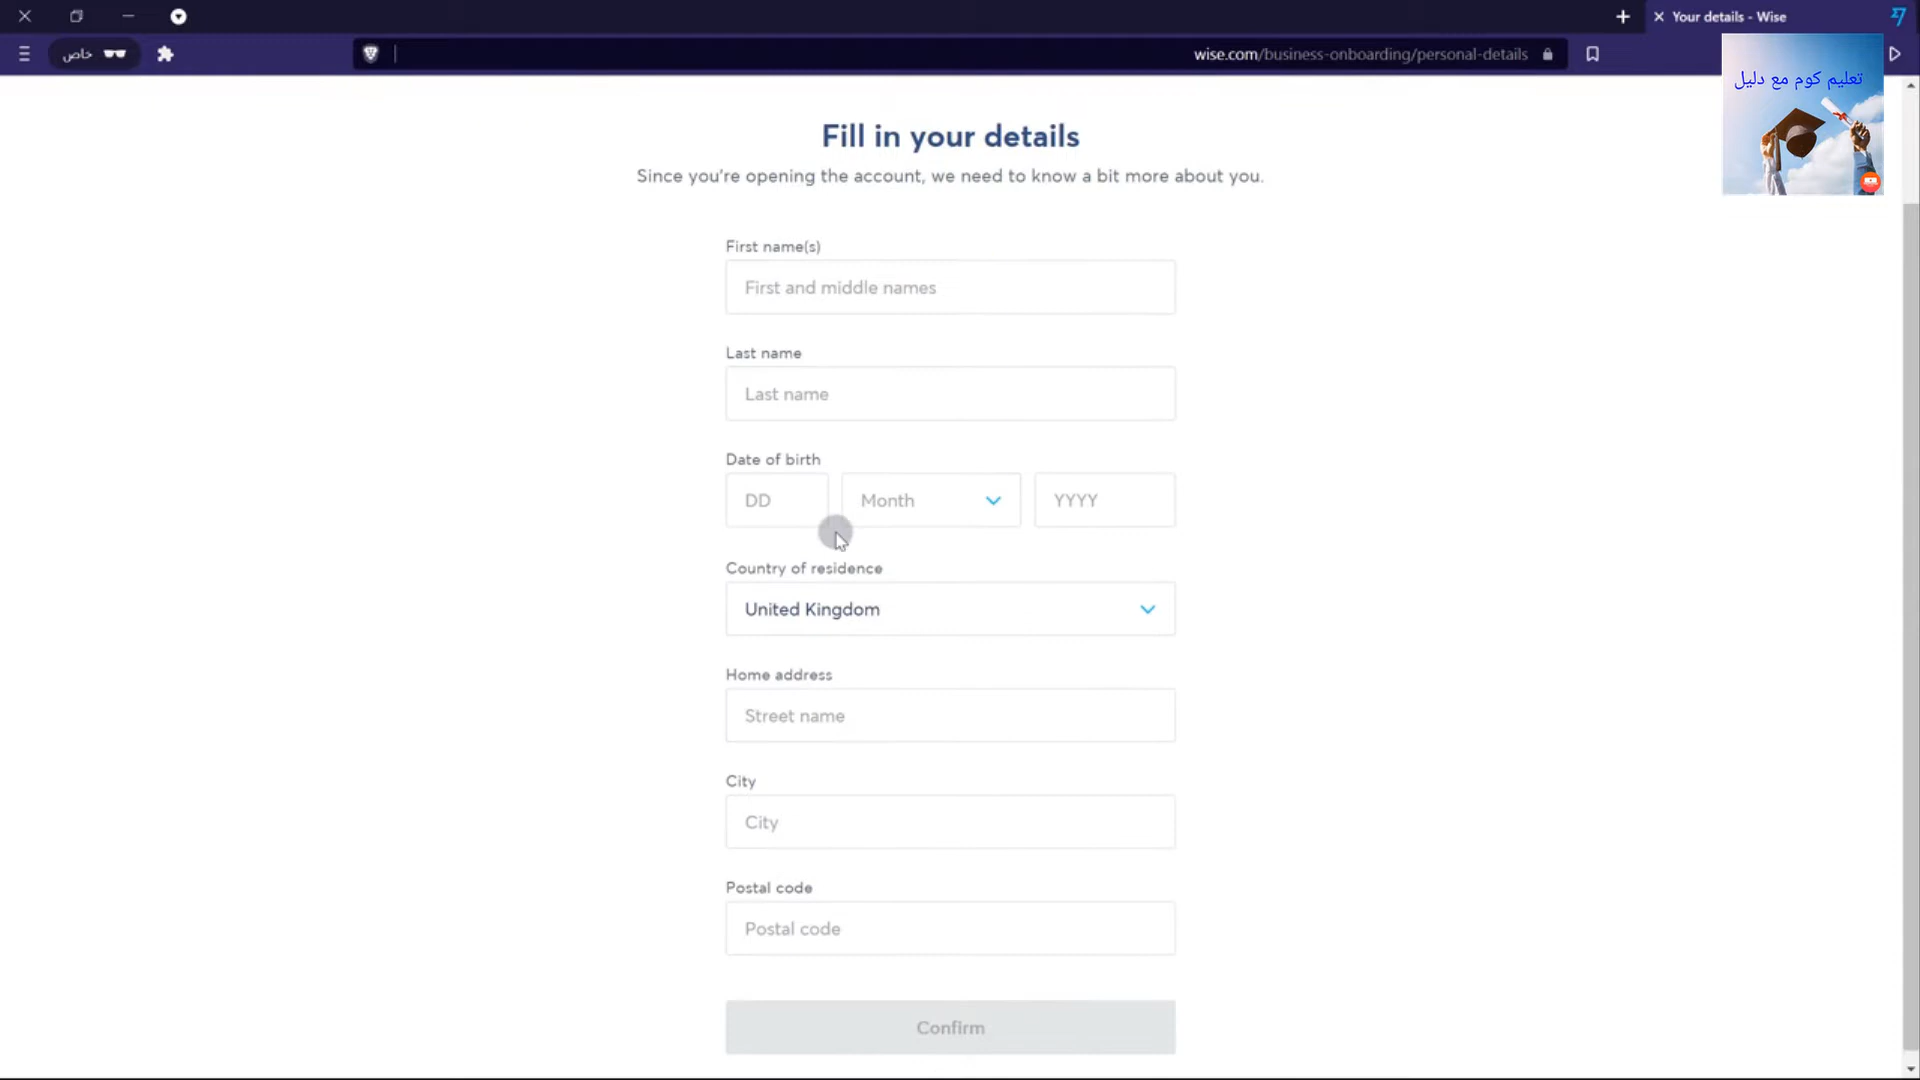 Your details - Wise
خاص
wise.com/business-onboarding/personal-details
تعليم كوم مع دليل
Fill in your details
Since you're opening the account, we need to know a bit more about you.
First name(s)
First and middle names
Last name
Last name
Date of birth
DD
Month
YYYY
Country of residence
United Kingdom
Home address
Street name
City
City
Postal code
Postal code
Confirm